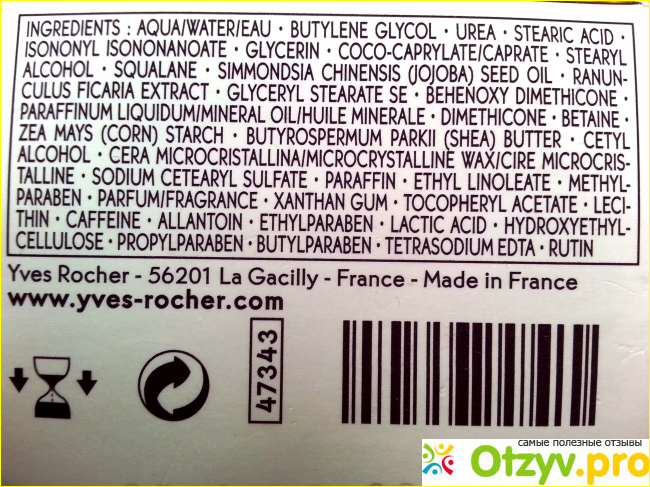 INGREDIENTS : AQUA/WATER/EAU · BUTYLENE GLYCOL · UREA · STEARIC ACID ·
ISONONYL ISONONANOATE · GLYCERIN · COCO-CAPRYLATE/CAPRATE · STEARYL
ALCOHOL · SQUALANE · SIMMONDSIA CHINENSIS (JOJOBA) SEED OIL · RANUN-
CULUS FICARIA EXTRACT · GLYCERYL STEARATE SE · BEHENOXY DIMETHICONE ·
PARAFFINUM LIQUIDUM/MINERAL OIL/HUILE MINERALE · DIMETHICONE · BETAINE ·
ZEA MAYS (CORN) STARCH · BUTYROSPERMUM PARKII (SHEA) BUTTER · CETYL
ALCOHOL · CERA MICROCRISTALLINA/MICROCRYSTALLINE WAX/CIRE MICROCRIS-
TALLINE · SODIUM CETEARYL SULFATE · PARAFFIN · ETHYL LINOLEATE · METHYL-
PARABEN · PARFUM/FRAGRANCE · XANTHAN GUM · TOCOPHERYL ACETATE · LECI-
THIN · CAFFEINE · ALLANTOIN · ETHYLPARABEN · LACTIC ACID · HYDROXYETHYL-
CELLULOSE · PROPYLPARABEN · BUTYLPARABEN · TETRASODIUM EDTA · RUTIN
Yves Rocher - 56201 La Gacilly - France - Made in France
www.yves-rocher.com
47343
самые полезные отзывы
Otzyv.pro